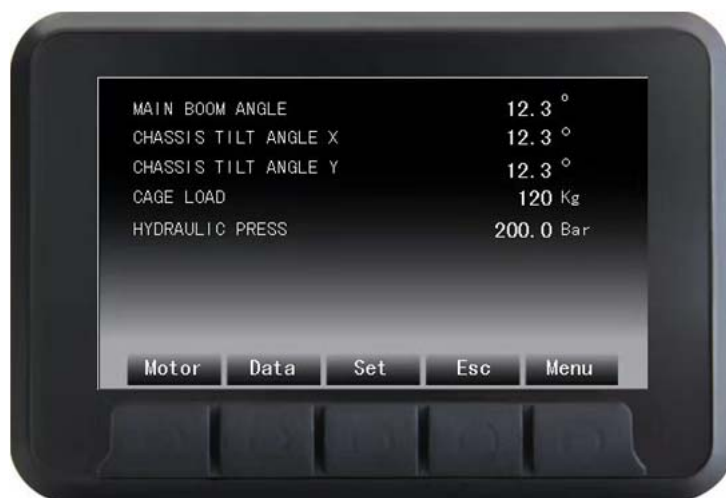 MAIN BOOM ANGLE 12.3 °
CHASSIS TILT ANGLE X 12.3 °
CHASSIS TILT ANGLE Y 12.3 °
CAGE LOAD 120 Kg
HYDRAULIC PRESS 200.0 Bar
Motor Data Set Esc Menu